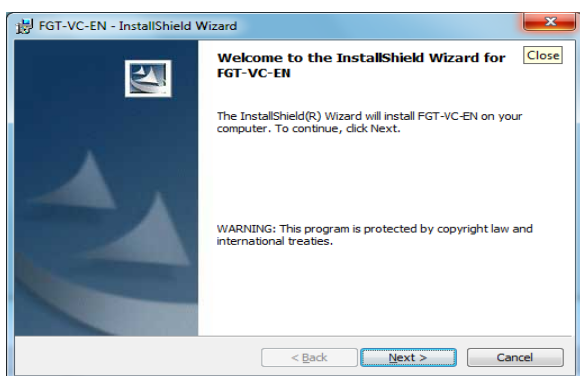 FGT-VC-EN - InstallShield Wizard
Close
Welcome to the InstallShield Wizard for
FGT-VC-EN
The InstallShield(R) Wizard will install FGT-VC-EN on your
computer. To continue, click Next.
WARNING: This program is protected by copyright law and
international treaties.
< Back Next > Cancel